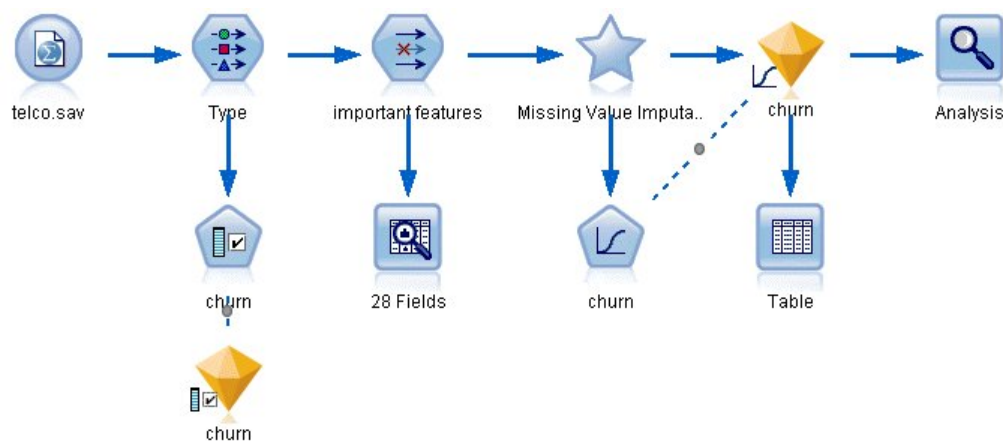 telco.sav
Type
important features
Missing Value Imputa..
churn
Analysis
churn
28 Fields
churn
Table
churn